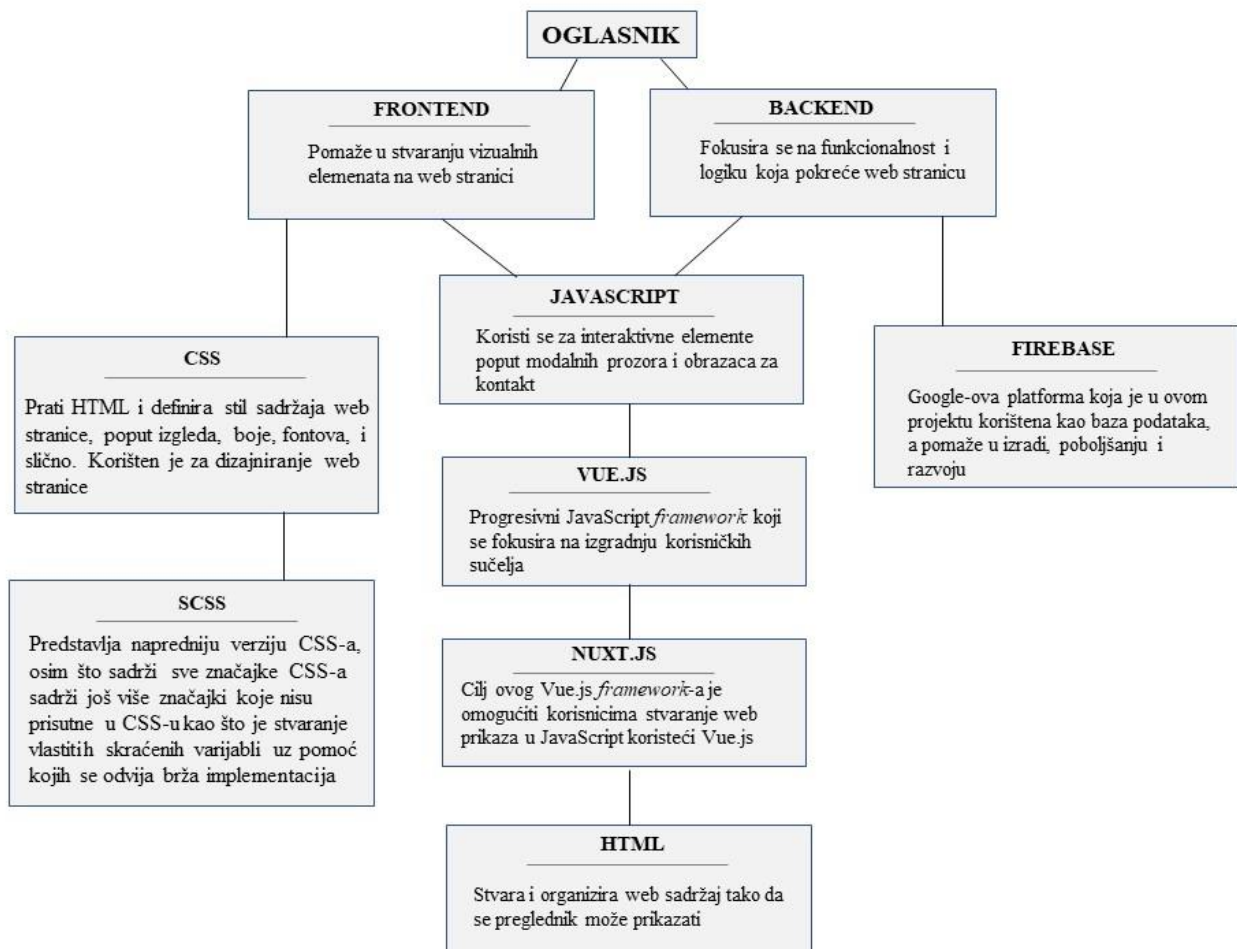 OGLASNIK
FRONTEND
Pomaže u stvaranju vizualnih
elemenata na web stranici
BACKEND
Fokusira se na funkcionalnost i
logiku koja pokreće web stranicu
JAVASCRIPT
Koristi se za interaktivne elemente
poput modalnih prozora i obrazaca za
kontakt
CSS
Prati HTML i definira stil sadržaja web
stranice, poput izgleda, boje, fontova, i
slično. Korišten je za dizajniranje web
stranice
FIREBASE
Google-ova platforma koja je u ovom
projektu korištena kao baza podataka,
a pomaže u izradi, poboljšanju i
razvoju
VUE.JS
Progresivni JavaScript framework koji
se fokusira na izgradnju korisničkih
sučelja
SCSS
Predstavlja napredniju verziju CSS-a,
osim što sadrži sve značajke CSS-a
sadrži još više značajki koje nisu
prisutne u CSS-u kao što je stvaranje
vlastitih skraćenih varijabli uz pomoć
kojih se odvija brža implementacija
NUXT.JS
Cilj ovog Vue.js framework-a je
omogućiti korisnicima stvaranje web
prikaza u JavaScript koristeći Vue.js
HTML
Stvara i organizira web sadržaj tako da
se preglednik može prikazati